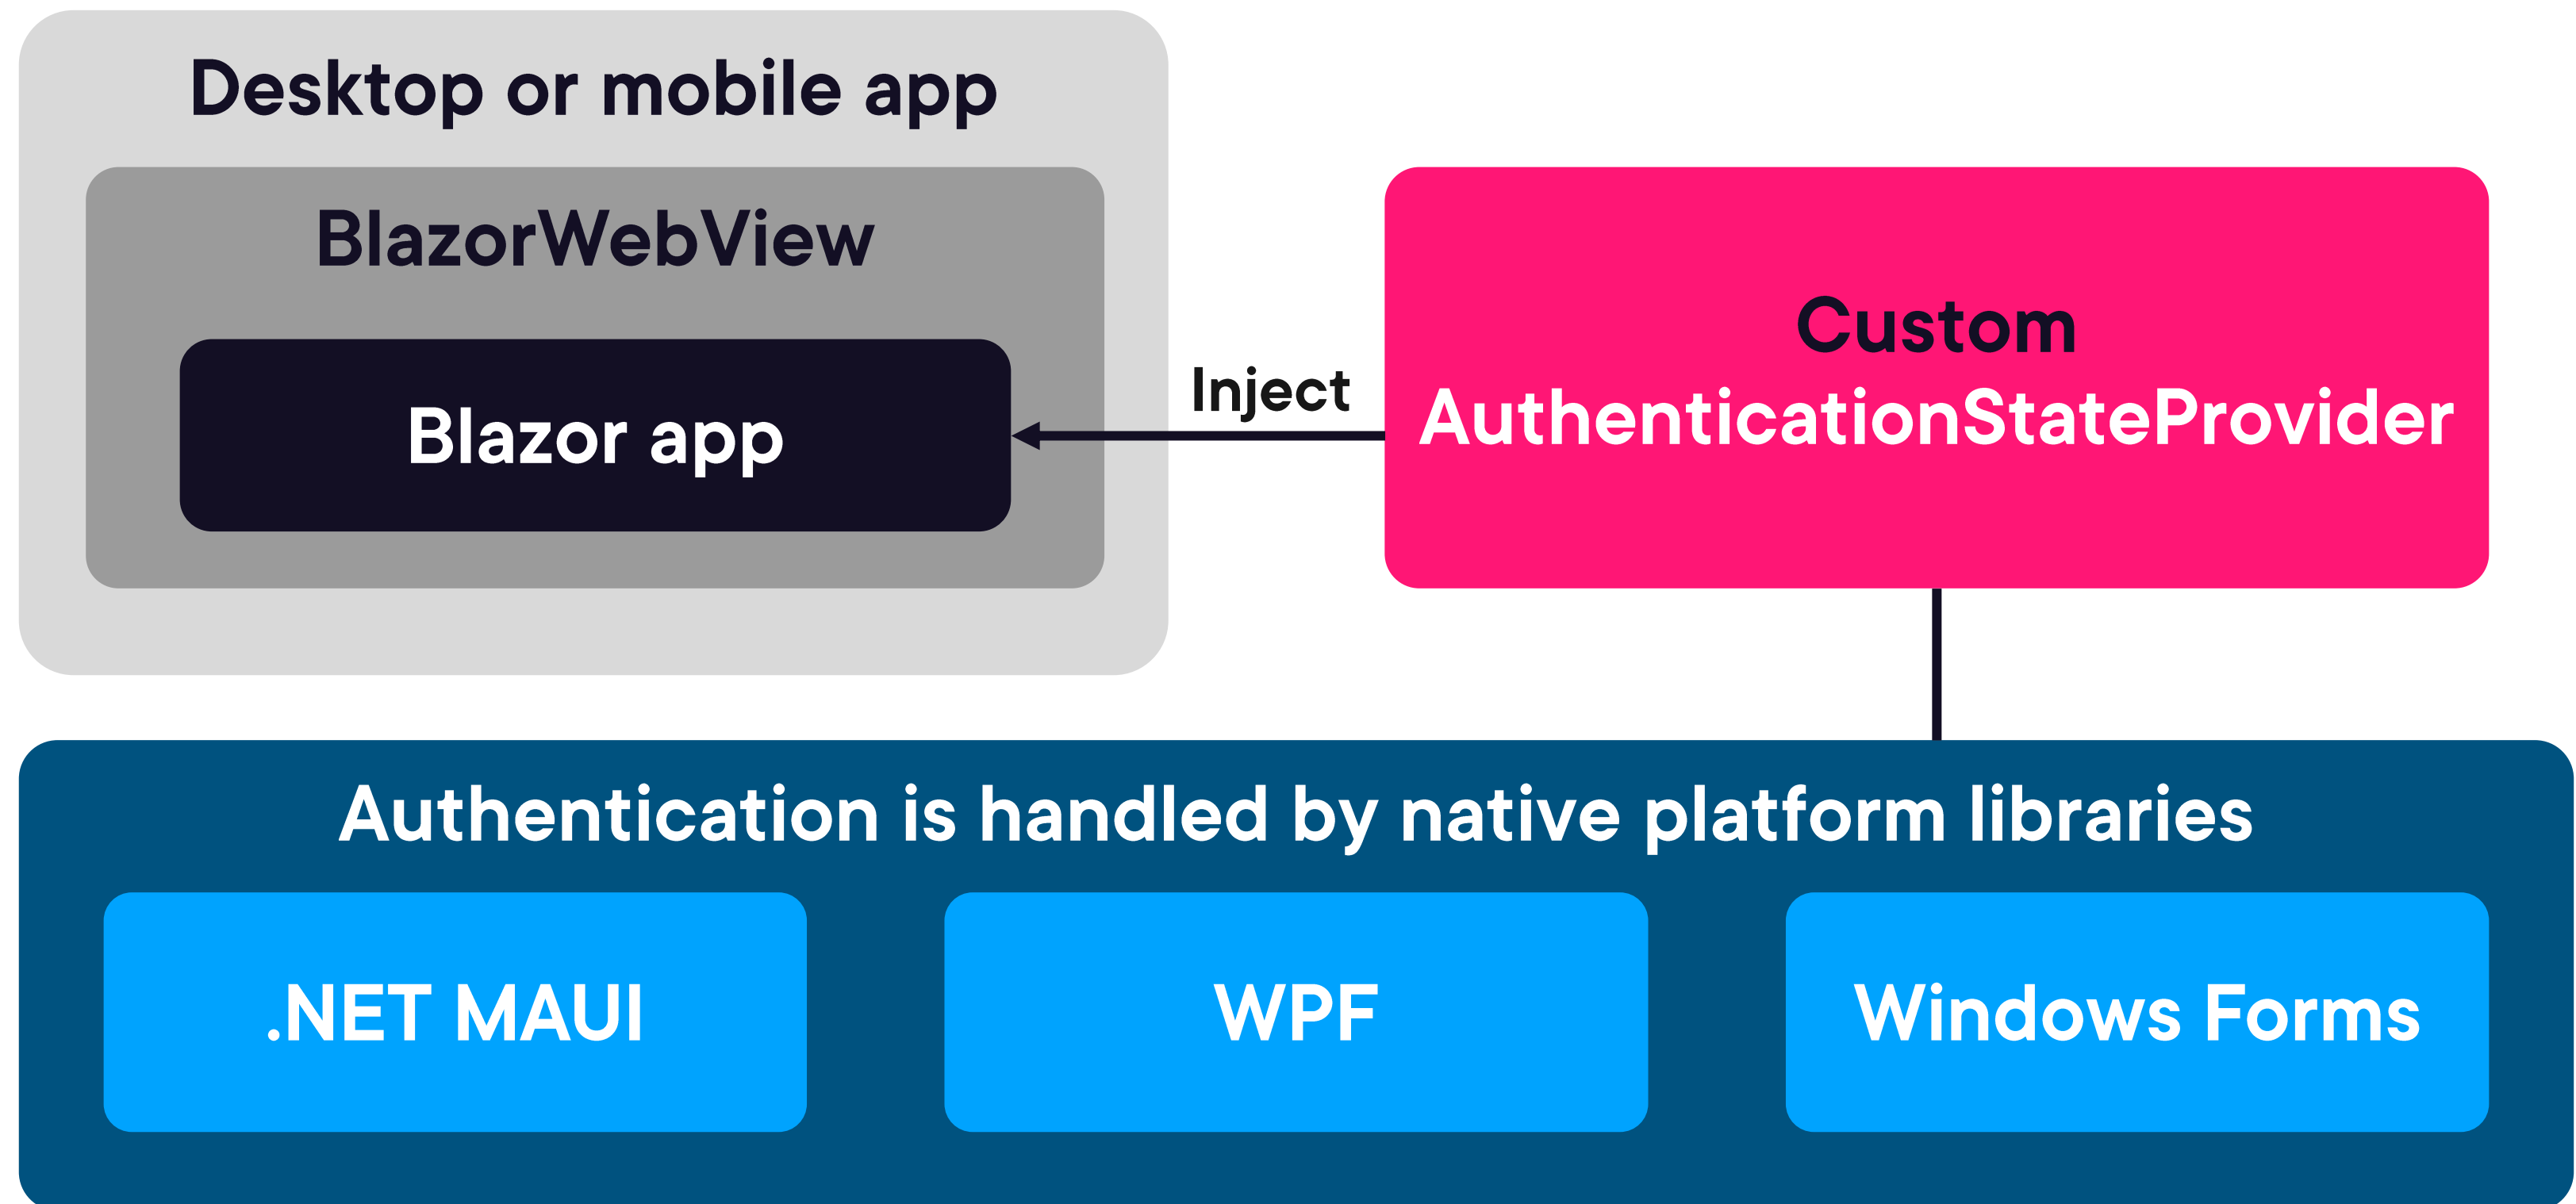 Desktop or mobile app
BlazorWebView
Blazor app
Inject
Custom
AuthenticationStateProvider
Authentication is handled by native platform libraries
.NET MAUI
WPF
Windows Forms